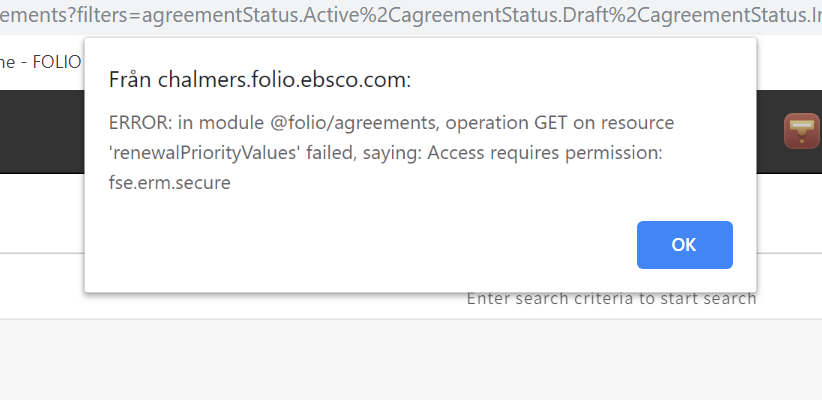 ements?filters=agreementStatus.Active%2CagreementStatus.Draft%2CagreementStatus.In
ne - FOLIO
Från chalmers.folio.ebsco.com:
ERROR: in module @folio/agreements, operation GET on resource
'renewalPriorityValues' failed, saying: Access requires permission:
fse.erm.secure
OK
Enter search criteria to start search